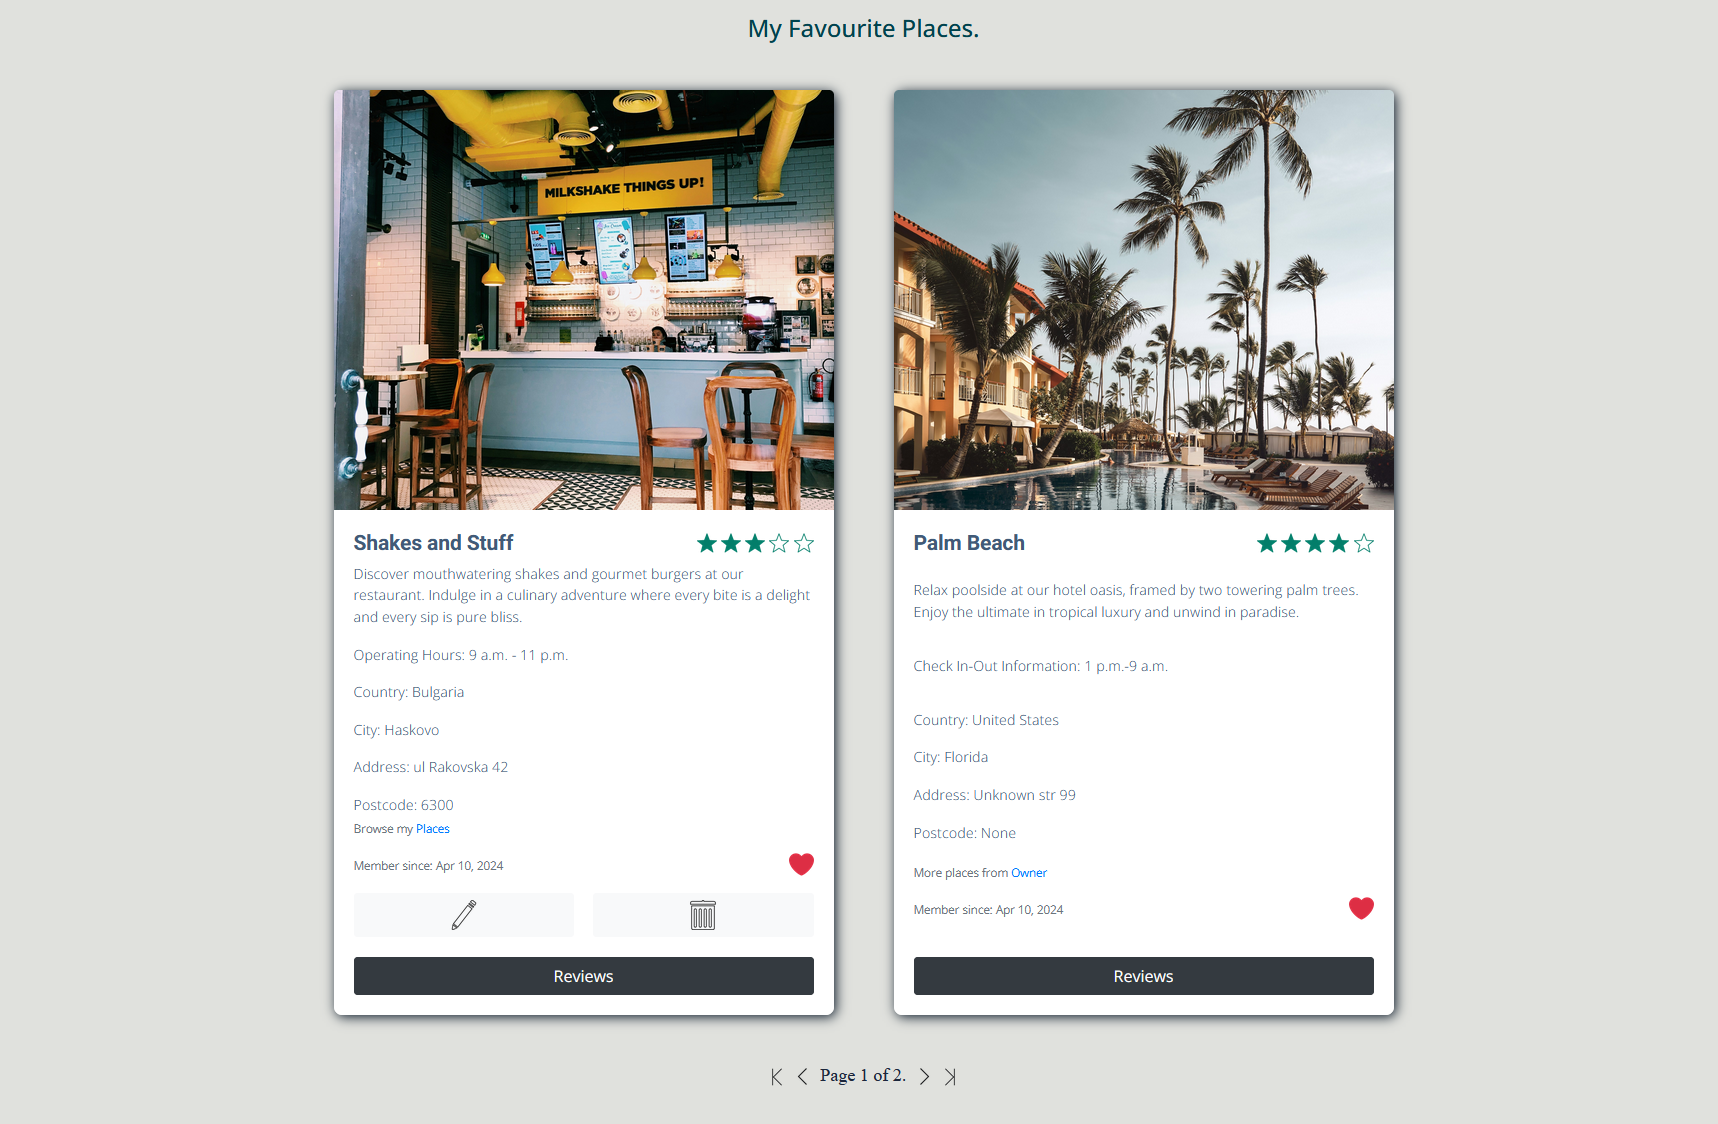 My Favourite Places.
MILKSHAKE THINGS UP!
Shakes and Stuff
Discover mouthwatering shakes and gourmet burgers at our
restaurant. Indulge in a culinary adventure where every bite is a delight
and every sip is pure bliss.
Operating Hours: 9 a.m. - 11 p.m.
Country: Bulgaria
City: Haskovo
Address: ul Rakovska 42
Postcode: 6300
Browse my Places
Member since: Apr 10, 2024
Reviews
Palm Beach
Relax poolside at our hotel oasis, framed by two towering palm trees.
Enjoy the ultimate in tropical luxury and unwind in paradise.
Check In-Out Information: 1 p.m.-9 a.m.
Country: United States
City: Florida
Address: Unknown str 99
Postcode: None
More places from Owner
Member since: Apr 10, 2024
Reviews
Page 1 of 2.